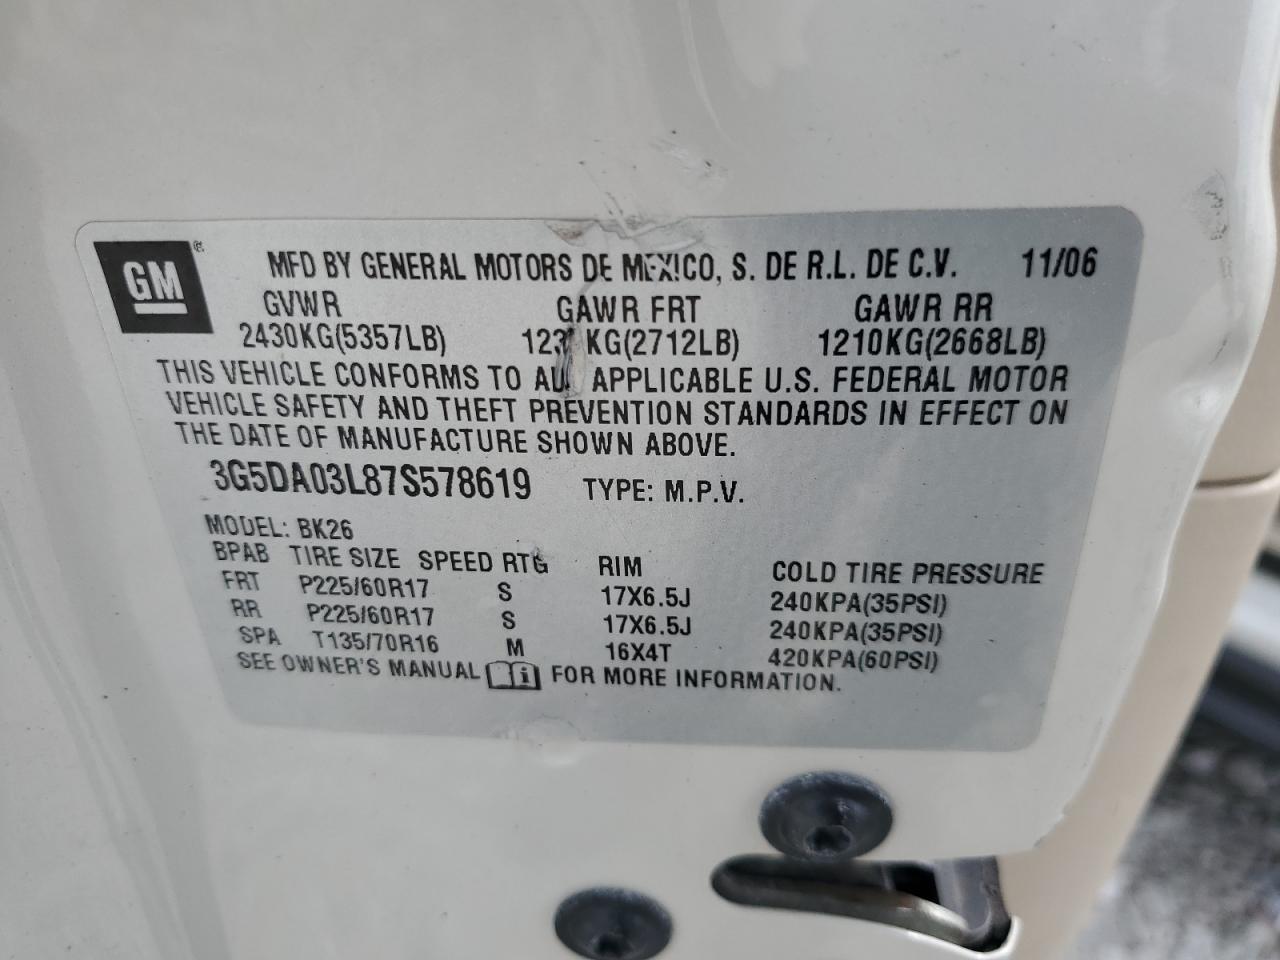 GM®
MFD BY GENERAL MOTORS DE MEXICO, S. DE R.L. DE C.V. 11/06
GVWR GAWR FRT GAWR RR
2430KG(5357LB) KG(2712LB) 1210KG(2668LB)
THIS VEHICLE CONFORMS TO APPLICABLE U.S. FEDERAL MOTOR
VEHICLE SAFETY AND THEFT PREVENTION STANDARDS IN EFFECT ON
THE DATE OF MANUFACTURE SHOWN ABOVE.
3G5DA03L87S578619 TYPE: M.P.V.
MODEL: BK26
BPAB TIRE SIZE SPEED RTG RIM COLD TIRE PRESSURE
FRT P225/60R17 S 17X6.5J 240KPA(35PSI)
RR P225/60R17 S 17X6.5J 240KPA(35PSI)
SPA T135/70R16 M 16X4T 420KPA(60PSI)
SEE OWNER'S MANUAL i FOR MORE INFORMATION.